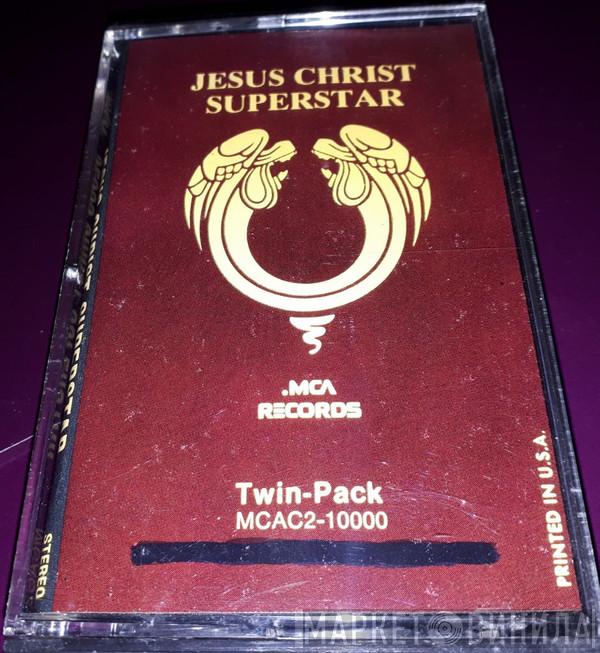 JESUS CHRIST
SUPERSTAR
.MCA
RECORDS
Twin-Pack
MCAC2-10000
PRINTED IN U.S.A.
STEREO
МАРКЕТ ВИНИЛА